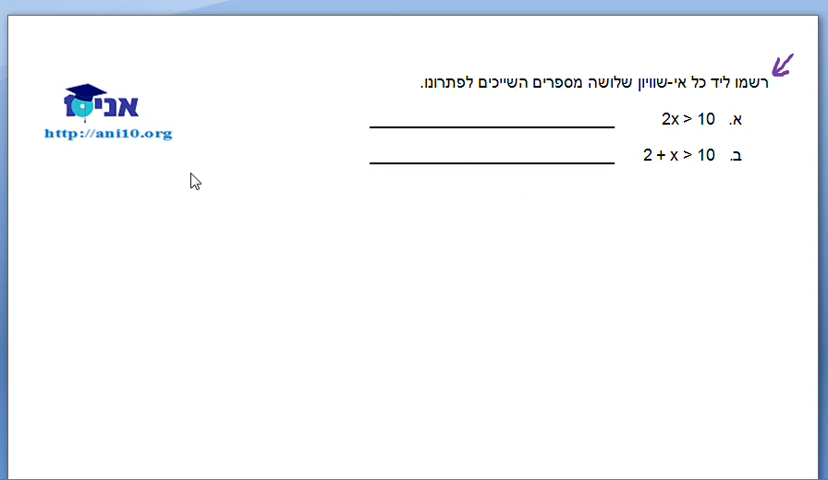 רשמו ליד כל אי-שוויון שלושה מספרים השייכים לפתרונו.
א. 2x > 10
ב. 2 + x > 10
אני10
http://ani10.org